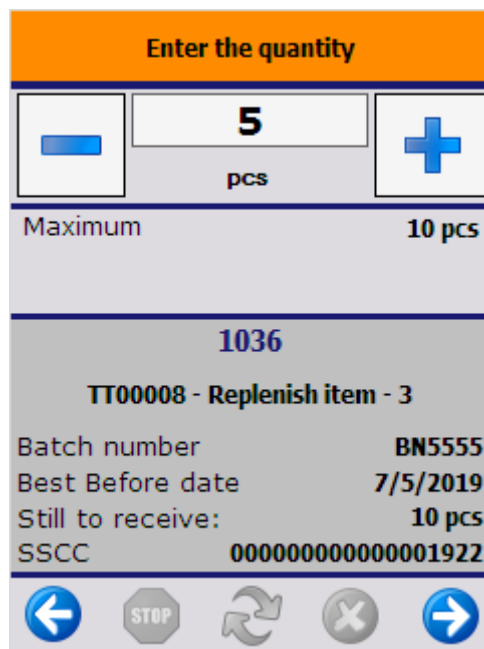 Enter the quantity
5
pcs
Maximum 10 pcs
1036
TT00008 - Replenish item - 3
Batch number BN5555
Best Before date 7/5/2019
Still to receive: 10 pcs
SSCC 000000000000001922
STOP